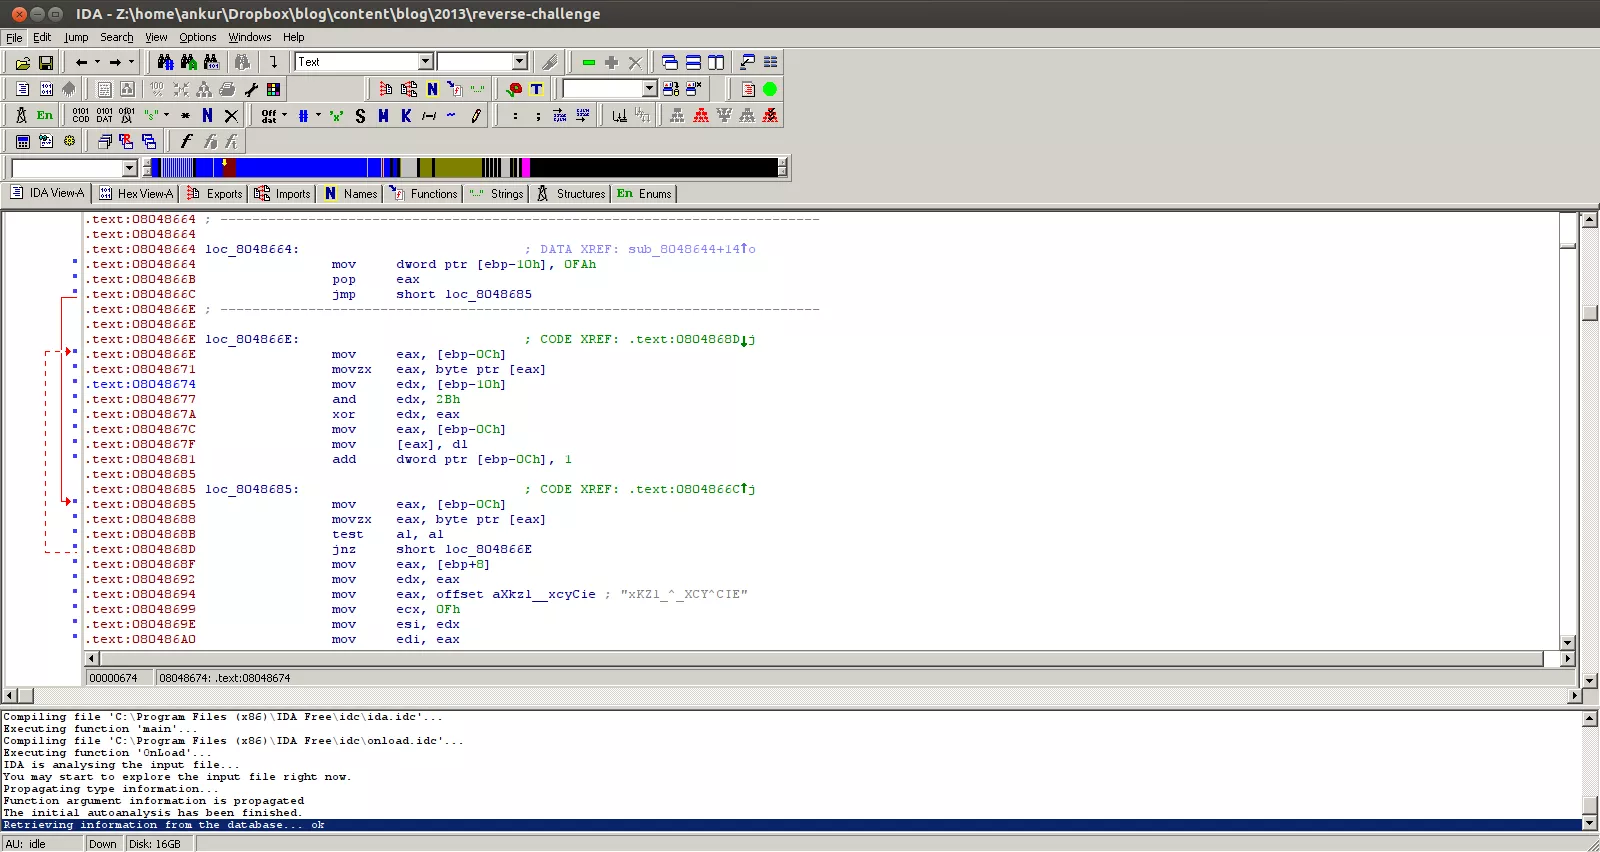 IDA - Z:\home\ankur\Dropbox\blog\content\blog\2013\reverse-challenge
File Edit Jump Search View Options Windows Help
Text
En
Off
dat
IDA View-A Hex View-A Exports Imports N Names Functions Strings Structures En Enums
.text:08048664 ; ---------------------------------------------------------------------------
.text:08048664
.text:08048664 loc_8048664: ; DATA XREF: sub_8048644+14↑o
.text:08048664 mov dword ptr [ebp-10h], 0FAh
.text:0804866B pop eax
.text:0804866C jmp short loc_8048685
.text:0804866E ; ---------------------------------------------------------------------------
.text:0804866E
.text:0804866E loc_804866E: ; CODE XREF: .text:0804868D↓j
.text:0804866E mov eax, [ebp-0Ch]
.text:08048671 movzx eax, byte ptr [eax]
.text:08048674 mov edx, [ebp-10h]
.text:08048677 and edx, 2Bh
.text:0804867A xor edx, eax
.text:0804867C mov eax, [ebp-0Ch]
.text:0804867F mov [eax], dl
.text:08048681 add dword ptr [ebp-0Ch], 1
.text:08048685
.text:08048685 loc_8048685: ; CODE XREF: .text:0804866C↑j
.text:08048685 mov eax, [ebp-0Ch]
.text:08048688 movzx eax, byte ptr [eax]
.text:0804868B test al, al
.text:0804868D jnz short loc_804866E
.text:0804868F mov eax, [ebp+8]
.text:08048692 mov edx, eax
.text:08048694 mov eax, offset aXkzl__xcyCie ; "xKZl_^_XCY^CIE"
.text:08048699 mov ecx, 0Fh
.text:0804869E mov esi, edx
.text:080486A0 mov edi, eax
00000674 08048674: .text:08048674
Compiling file 'C:\Program Files (x86)\IDA Free\idc\ida.idc'...
Executing function 'main'...
Compiling file 'C:\Program Files (x86)\IDA Free\idc\onload.idc'...
Executing function 'OnLoad'...
IDA is analysing the input file...
You may start to explore the input file right now.
Propagating type information...
Function argument information is propagated
The initial autoanalysis has been finished.
Retrieving information from the database... ok
AU: idle Down Disk: 16GB